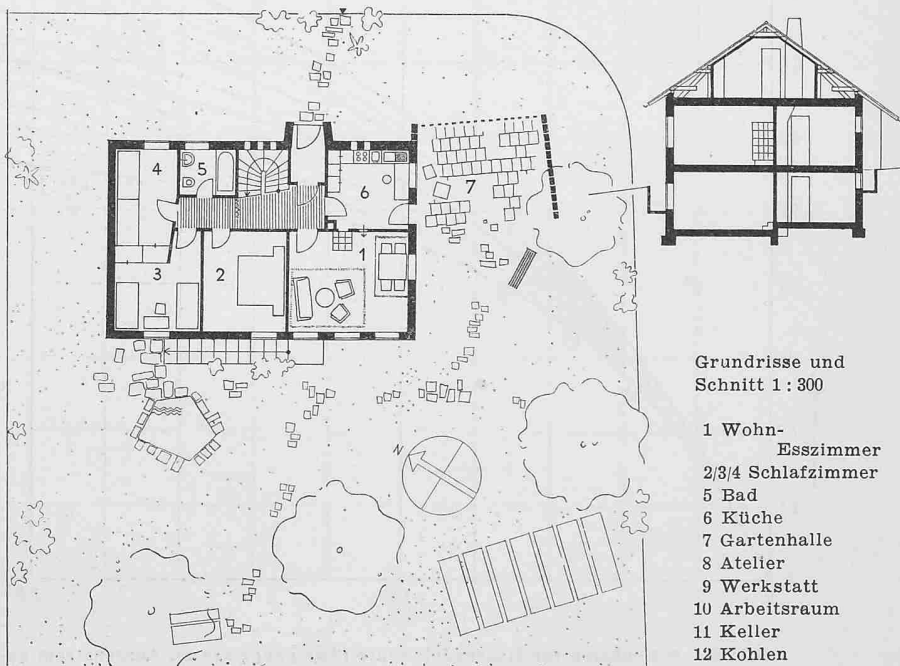 4
5
6
7
3
2
1
N
Grundrisse und
Schnitt 1 : 300
1 Wohn-
Esszimmer
2/3/4 Schlafzimmer
5 Bad
6 Küche
7 Gartenhalle
8 Atelier
9 Werkstatt
10 Arbeitsraum
11 Keller
12 Kohlen